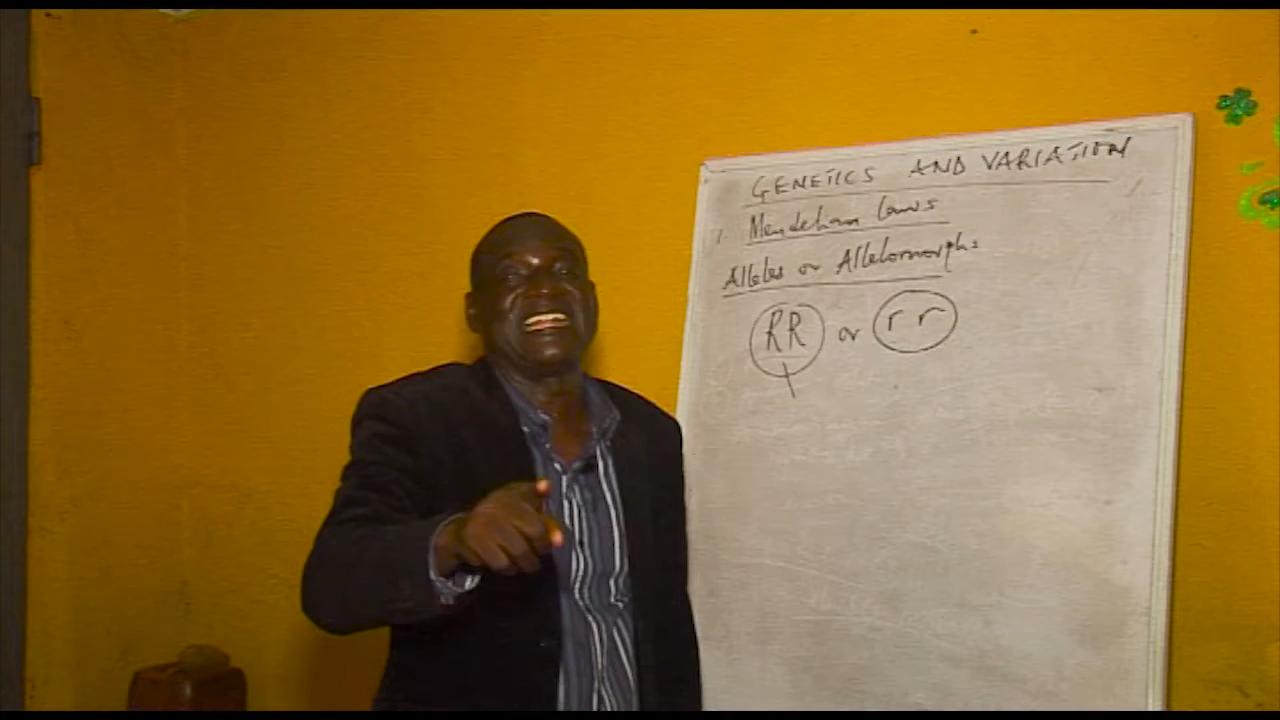 GENETICS AND VARIATION
1. Mendelian laws
Alleles or Allelomorphs
RR or rr